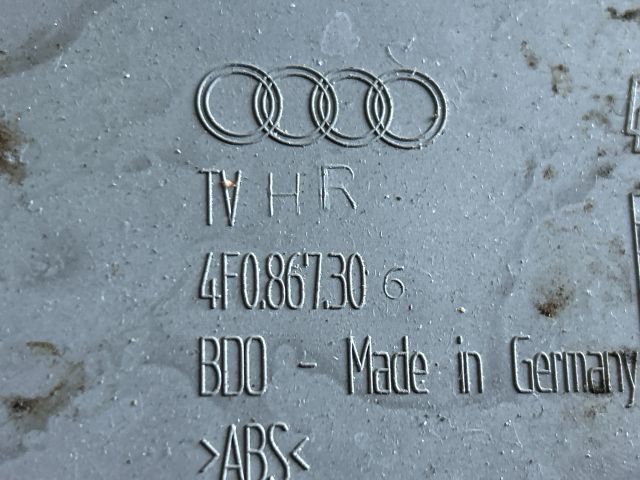 TV HR
4F0.867.30 6
BDO - Made in Germany
>ABS<